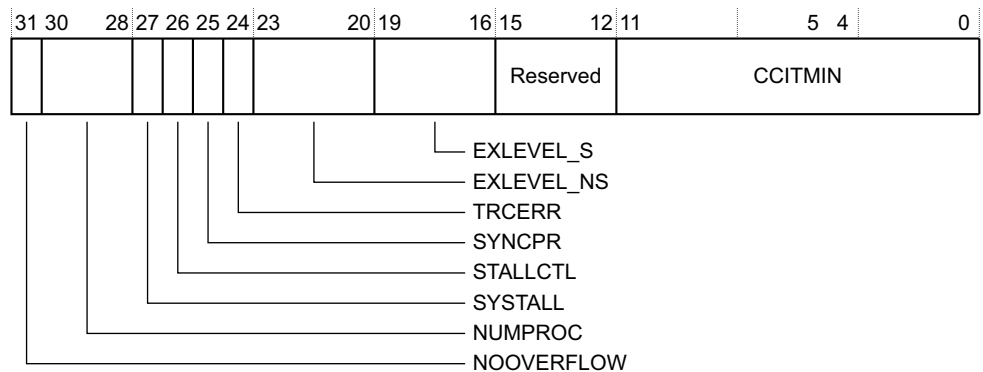 31 30 28 27 26 25 24 23 20 19 16 15 12 11 5 4 0
Reserved CCITMIN
EXLEVEL_S
EXLEVEL_NS
TRCERR
SYNCPR
STALLCTL
SYSTALL
NUMPROC
NOOVERFLOW